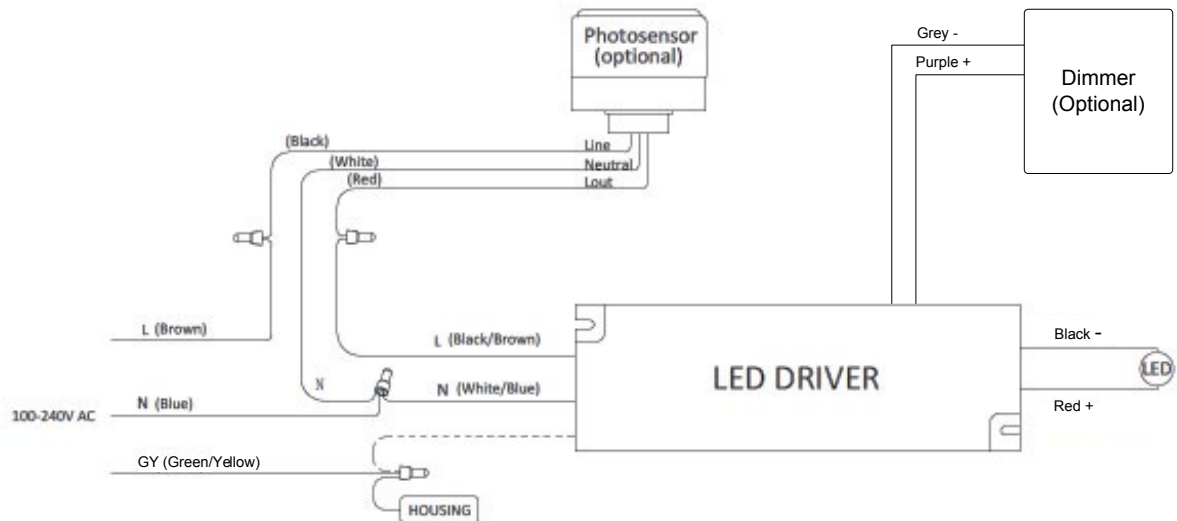 Photosensor
(optional)
Grey -
Purple +
Dimmer
(Optional)
(Black)
Line
(White)
Neutral
(Red)
Lout
L (Brown)
L (Black/Brown)
Black -
LED DRIVER
LED
N
N (White/Blue)
N (Blue)
Red +
100-240V AC
GY (Green/Yellow)
HOUSING